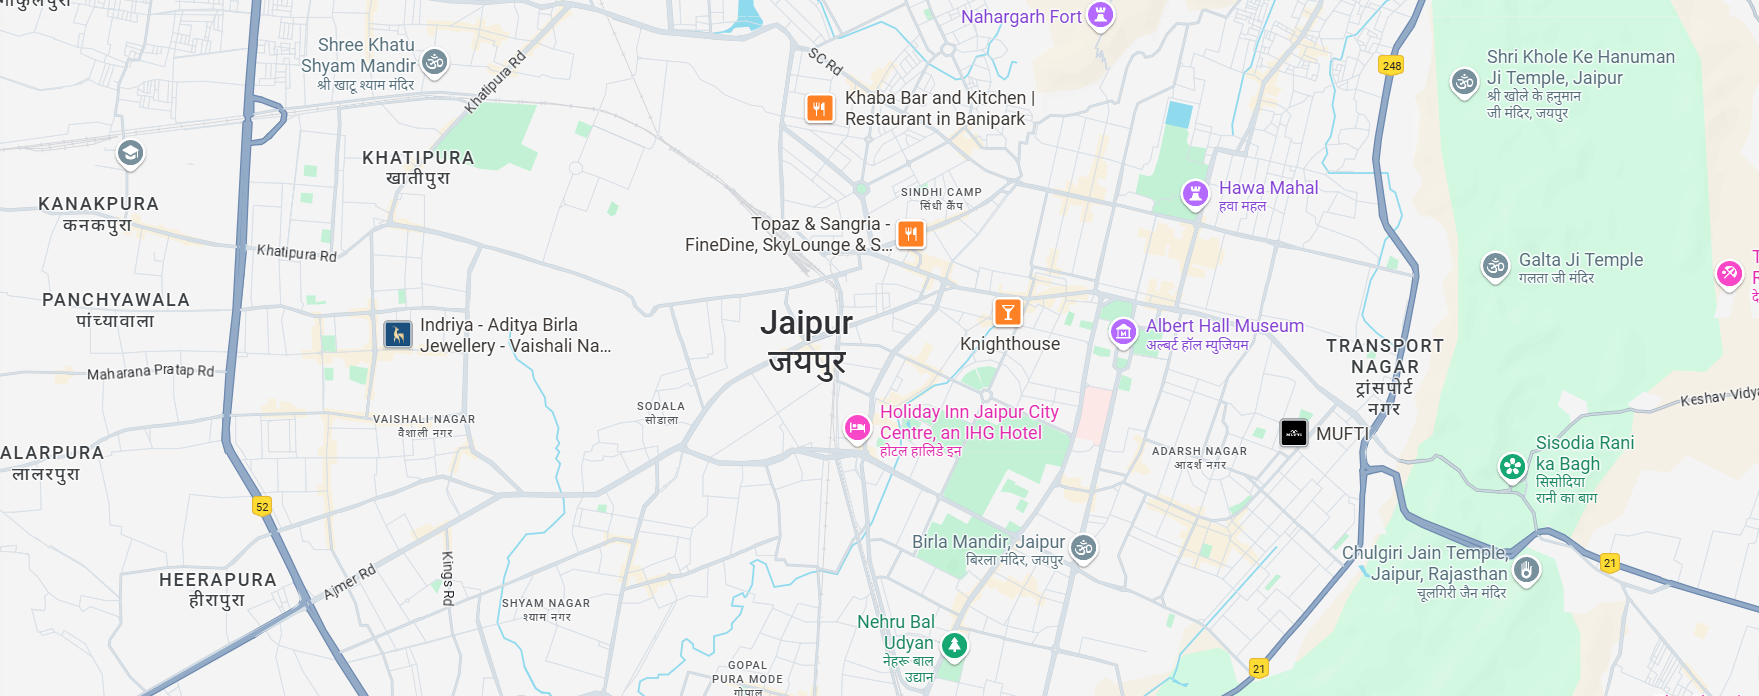 गोकुलपुरा
Nahargarh Fort
Shree Khatu
Shyam Mandir
श्री खाटू श्याम मंदिर
Khatipura Rd
SC Rd
248
Shri Khole Ke Hanuman
Ji Temple, Jaipur
श्री खोले के हनुमान
जी मंदिर, जयपुर
Khaba Bar and Kitchen |
Restaurant in Banipark
KHATIPURA
खातीपुरा
SINDHI CAMP
सिंधी कैंप
Hawa Mahal
हवा महल
KANAKPURA
कनकपुरा
Khatipura Rd
Topaz & Sangria -
FineDine, SkyLounge & S...
Galta Ji Temple
गलता जी मंदिर
PANCHYAWALA
पांच्यावाला
Indriya - Aditya Birla
Jewellery - Vaishali Na...
Jaipur
जयपुर
Knighthouse
Albert Hall Museum
अल्बर्ट हॉल म्युजियम
TRANSPORT
NAGAR
ट्रांसपोर्ट
नगर
Maharana Pratap Rd
Keshav Vidya
VAISHALI NAGAR
वैशाली नगर
SODALA
सोडाला
Holiday Inn Jaipur City
Centre, an IHG Hotel
होटल हालिडे इन
MUFTI
MUFTI
ADARSH NAGAR
आदर्श नगर
Sisodia Rani
ka Bagh
सिसोदिया
रानी का बाग
ALARPURA
लालरपुरा
52
Birla Mandir, Jaipur
बिरला मंदिर, जयपुर
Chulgiri Jain Temple,
Jaipur, Rajasthan
चूलगिरी जैन मंदिर
21
HEERAPURA
हीरापुरा
Ajmer Rd
Kings Rd
SHYAM NAGAR
श्याम नगर
Nehru Bal
Udyan
नेहरू बाल
उद्यान
GOPAL
PURA MODE
गोपाल
21